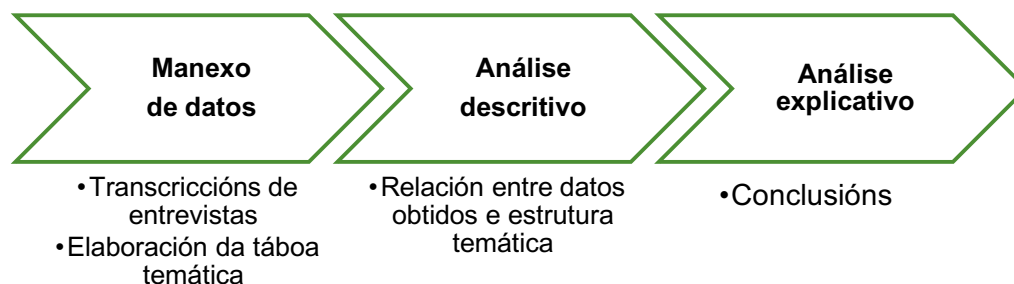 Manexo
de datos
•Transcriccións de
entrevistas
•Elaboración da táboa
temática
Análise
descritivo
•Relación entre datos
obtidos e estrutura
temática
Análise
explicativo
•Conclusións